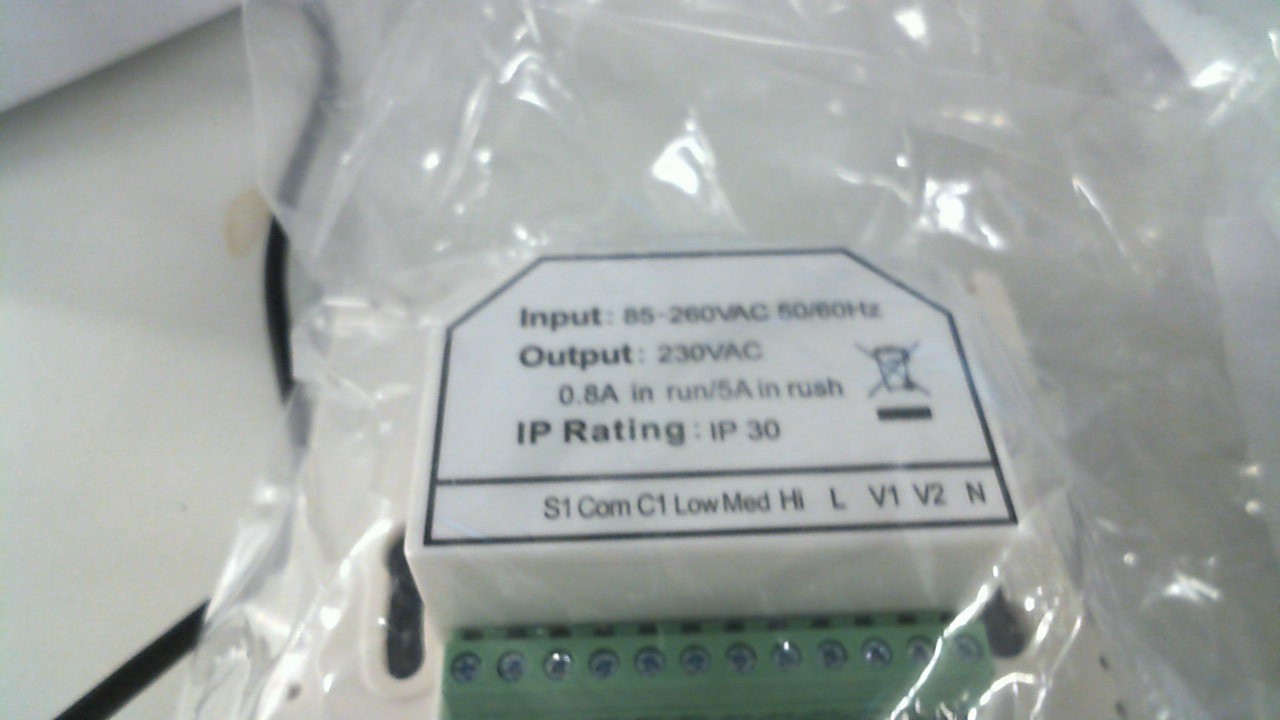 Input: 85-260VAC 50/60Hz
Output: 230VAC
0.8A in run/5A in rush
IP Rating: IP 30
S1 Com C1 Low Med Hi L V1 V2 N